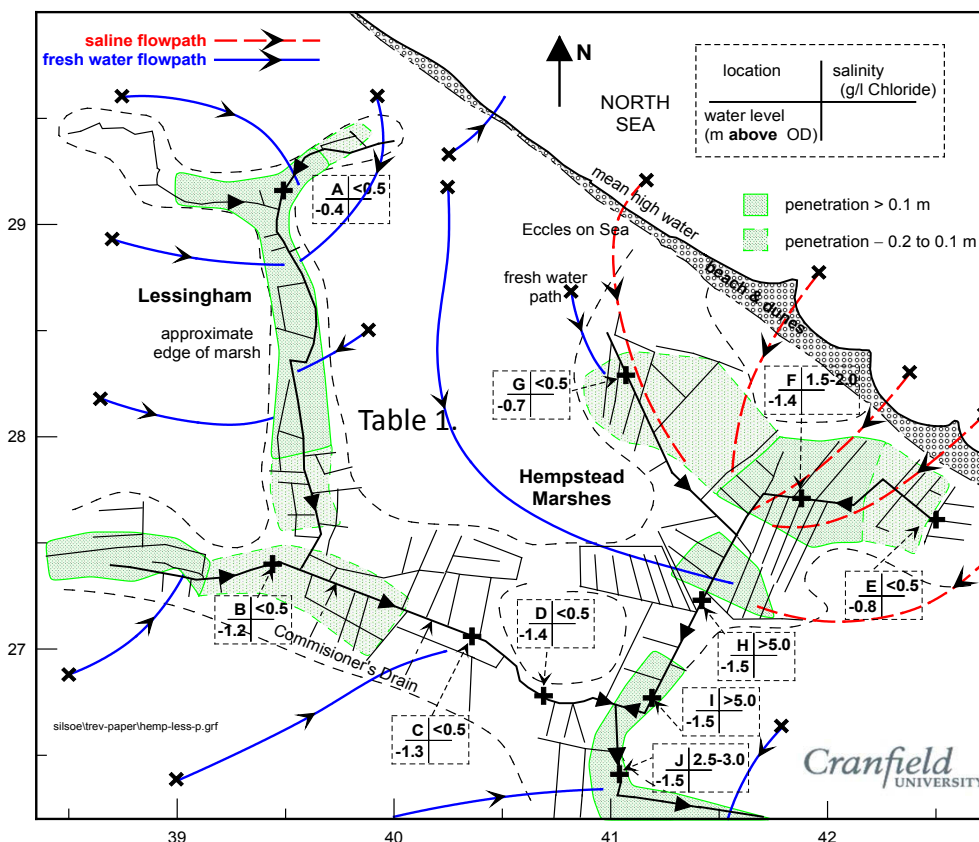 saline flowpath
fresh water flowpath
N
NORTH
SEA
location
salinity
(g/l Chloride)
water level
(m above OD)
mean high water
Eccles on Sea
beach & dunes
penetration > 0.1 m
penetration – 0.2 to 0.1 m
29
A <0.5
-0.4
Lessingham
approximate
edge of marsh
fresh water
path
G <0.5
-0.7
F 1.5-2.0
-1.4
28
Table 1.
Hempstead
Marshes
B <0.5
-1.2
D <0.5
-1.4
E <0.5
-0.8
27
Commisioner's Drain
H >5.0
-1.5
C <0.5
-1.3
I >5.0
-1.5
J 2.5-3.0
-1.5
silsoe\trev-paper\hemp-less-p.grf
Cranfield
UNIVERSITY
39
40
41
42